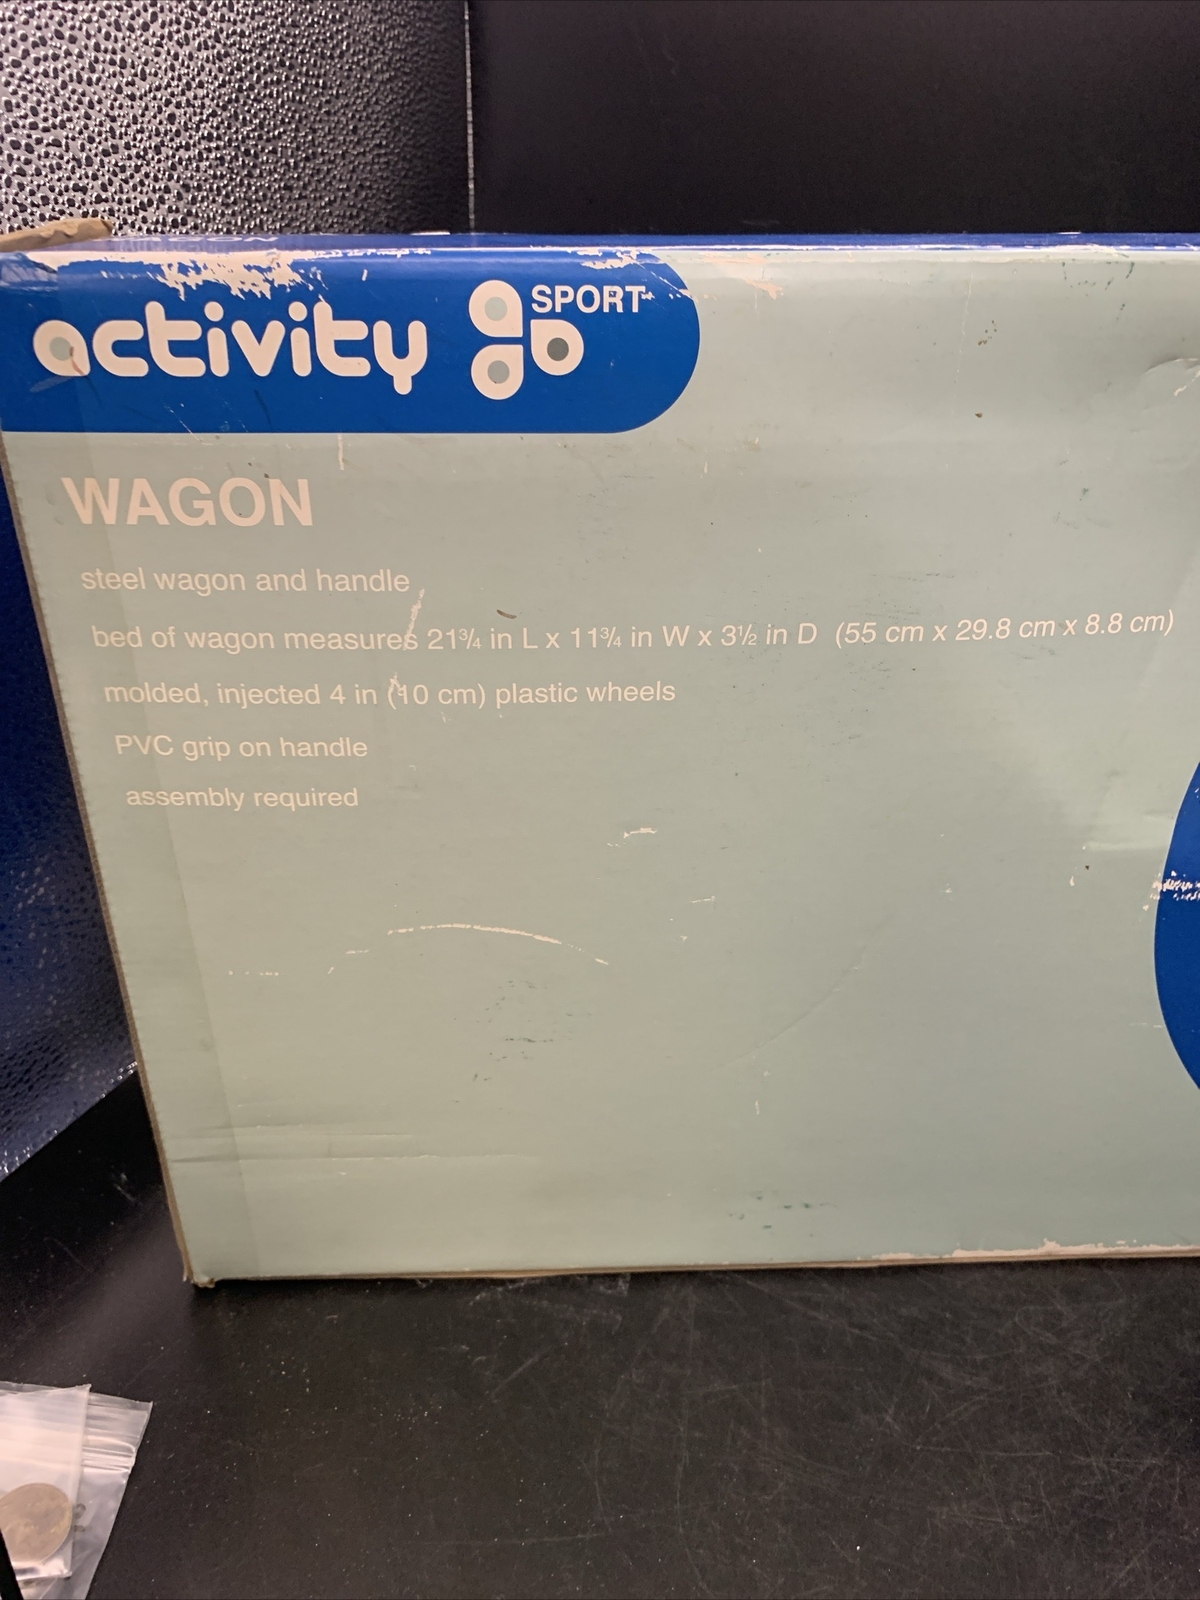 activity SPORT
WAGON
steel wagon and handle
bed of wagon measures 21¾ in L x 11¾ in W x 3½ in D (55 cm x 29.8 cm x 8.8 cm)
molded, injected 4 in (10 cm) plastic wheels
PVC grip on handle
assembly required